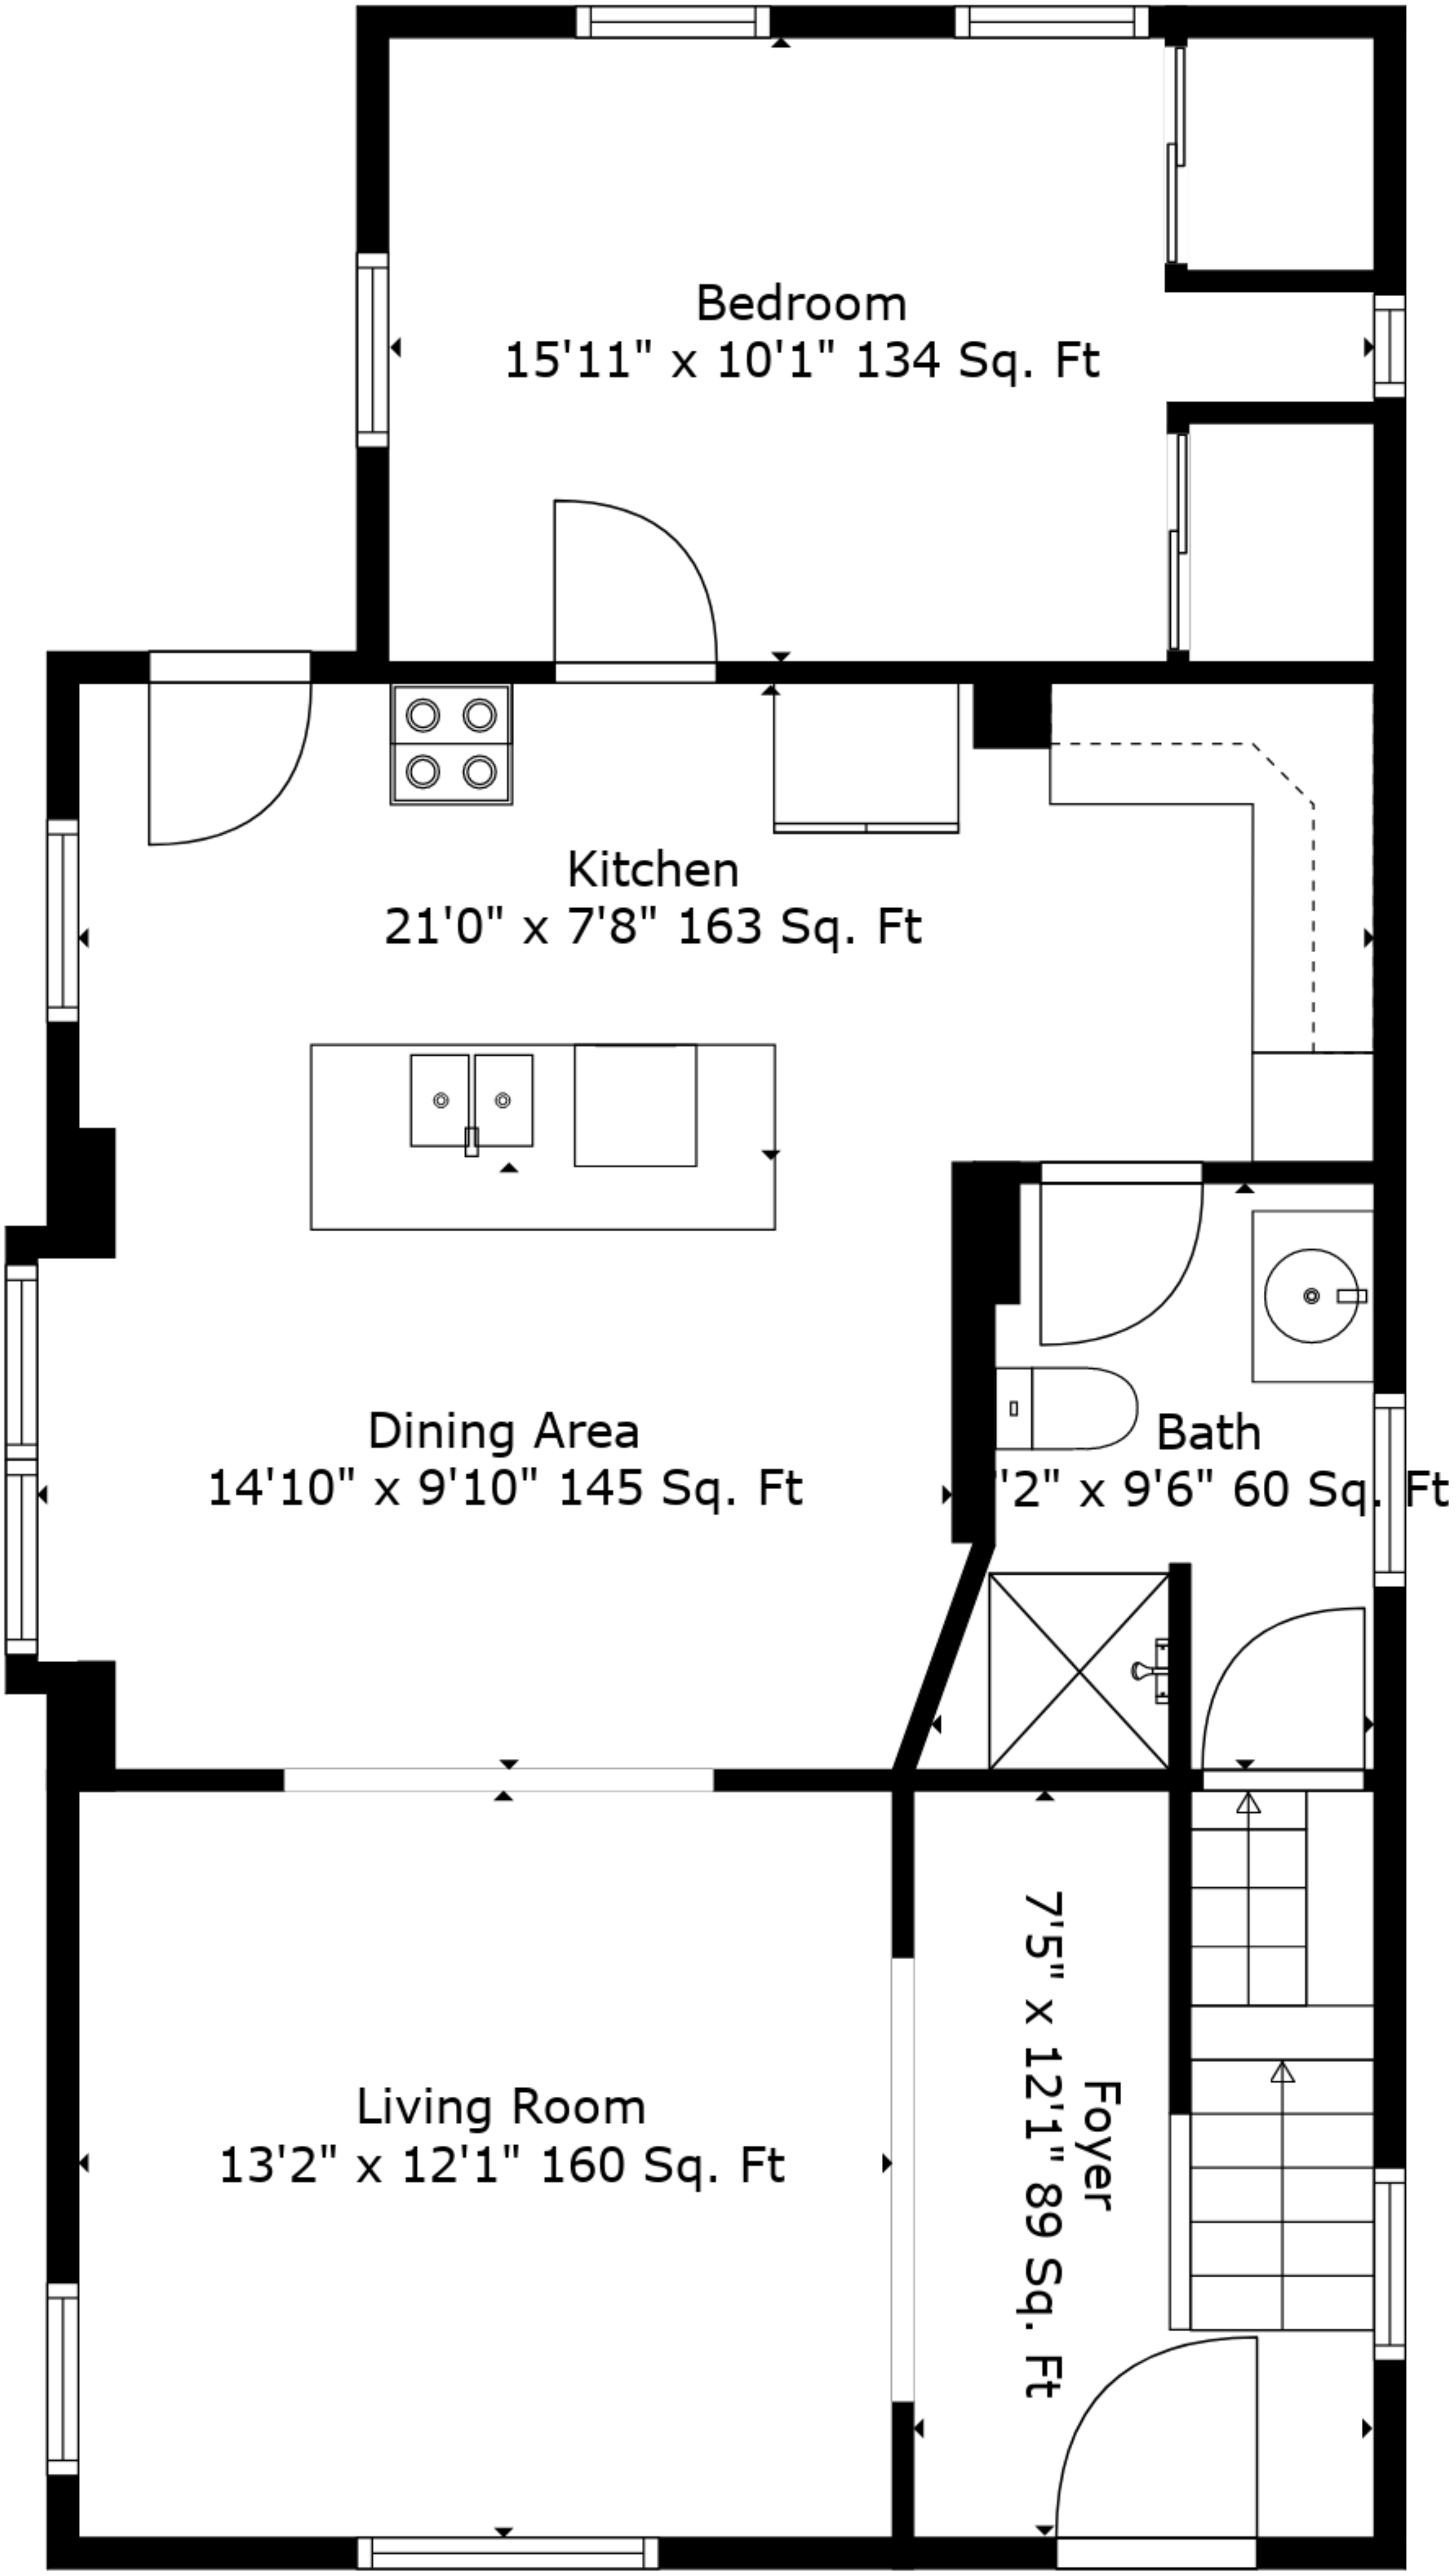 Bedroom
15'11" x 10'1" 134 Sq. Ft
Kitchen
21'0" x 7'8" 163 Sq. Ft
Dining Area
14'10" x 9'10" 145 Sq. Ft
Bath
'2" x 9'6" 60 Sq. Ft
Living Room
13'2" x 12'1" 160 Sq. Ft
Foyer
7'5" x 12'1" 89 Sq. Ft